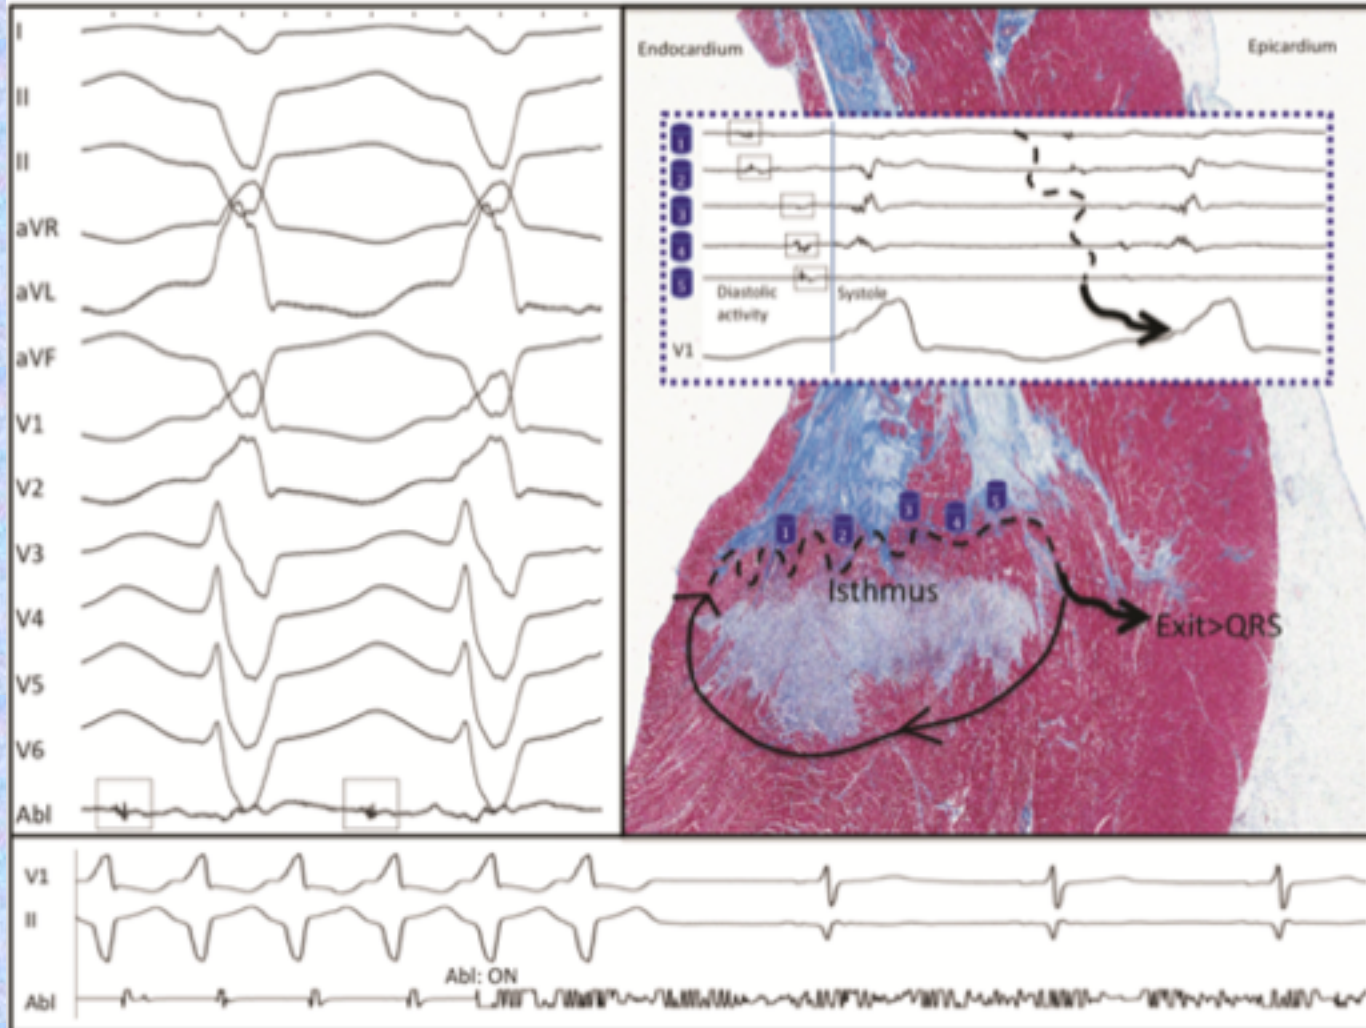 I
II
II
aVR
aVL
aVF
V1
V2
V3
V4
V5
V6
Abl
Endocardium
Epicardium
1
2
3
4
5
Diastolic
activity
Systole
V1
1
2
3
4
5
Isthmus
Exit>QRS
V1
II
Abl: ON
Abl